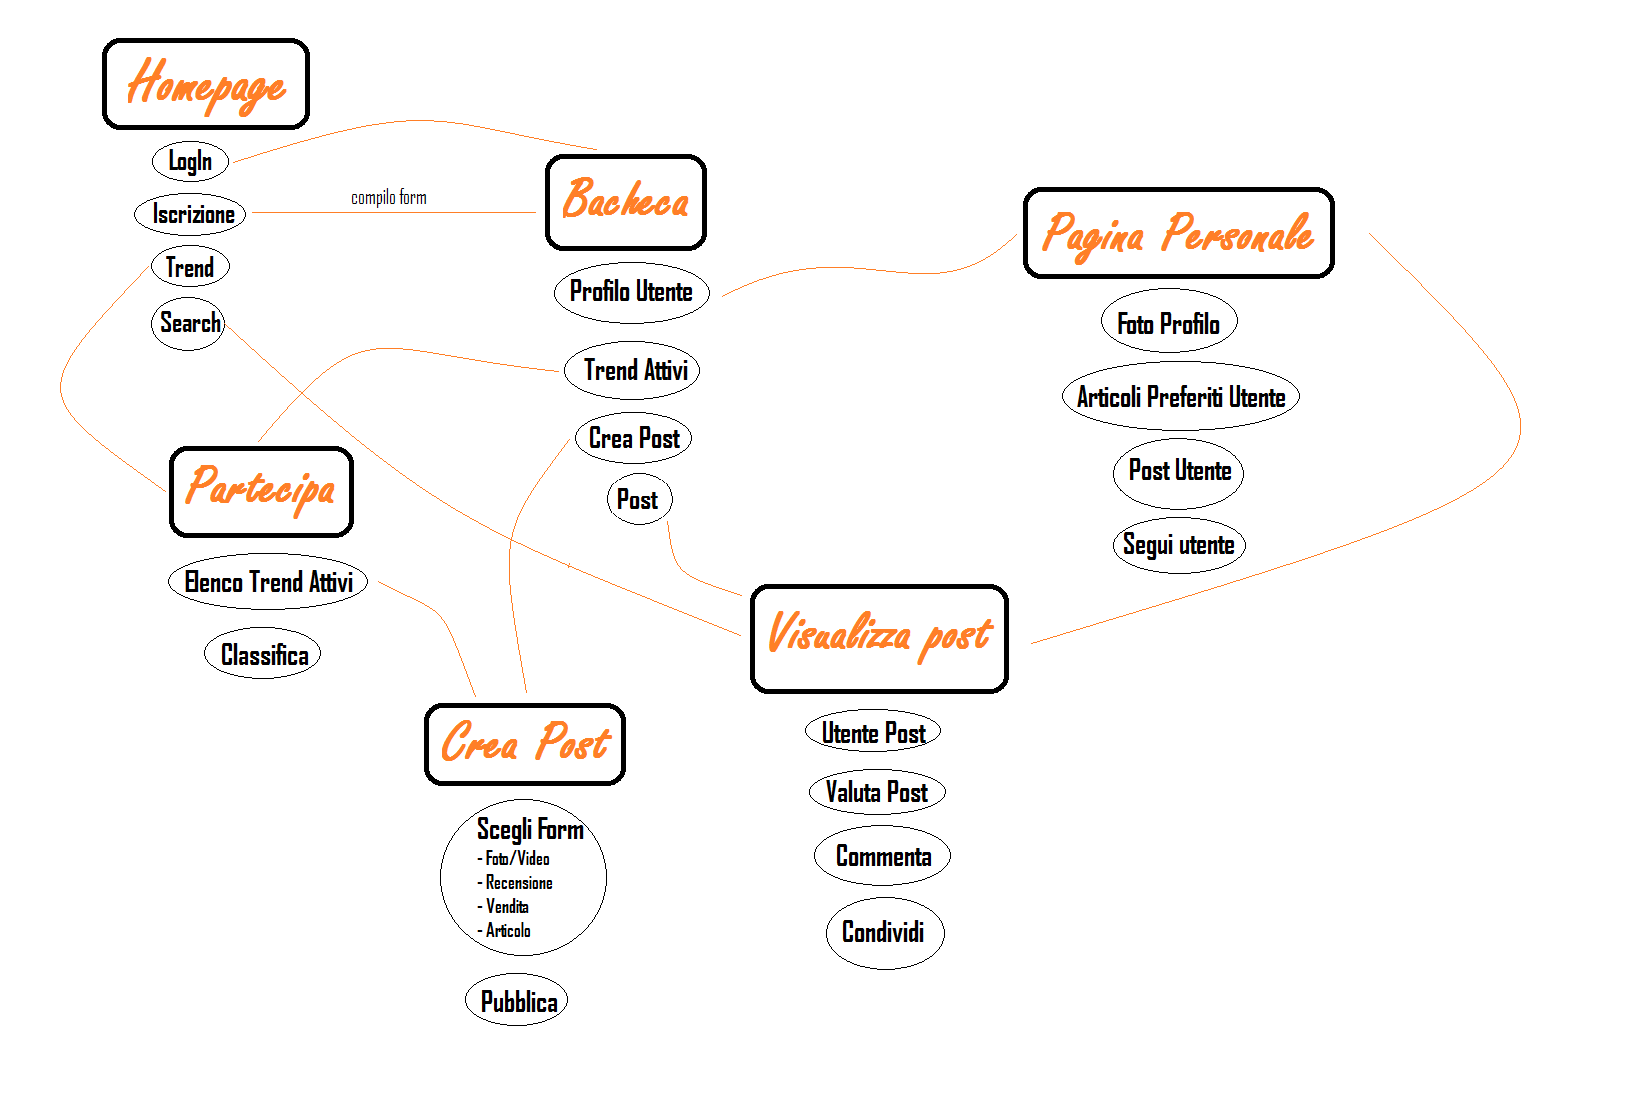 Homepage
LogIn
Iscrizione
Trend
Search
compilo form
Bacheca
Profilo Utente
Trend Attivi
Crea Post
Post
Pagina Personale
Foto Profilo
Articoli Preferiti Utente
Post Utente
Segui utente
Partecipa
Elenco Trend Attivi
Classifica
Crea Post
Scegli Form
- Foto/Video
- Recensione
- Vendita
- Articolo
Pubblica
Visualizza post
Utente Post
Valuta Post
Commenta
Condividi